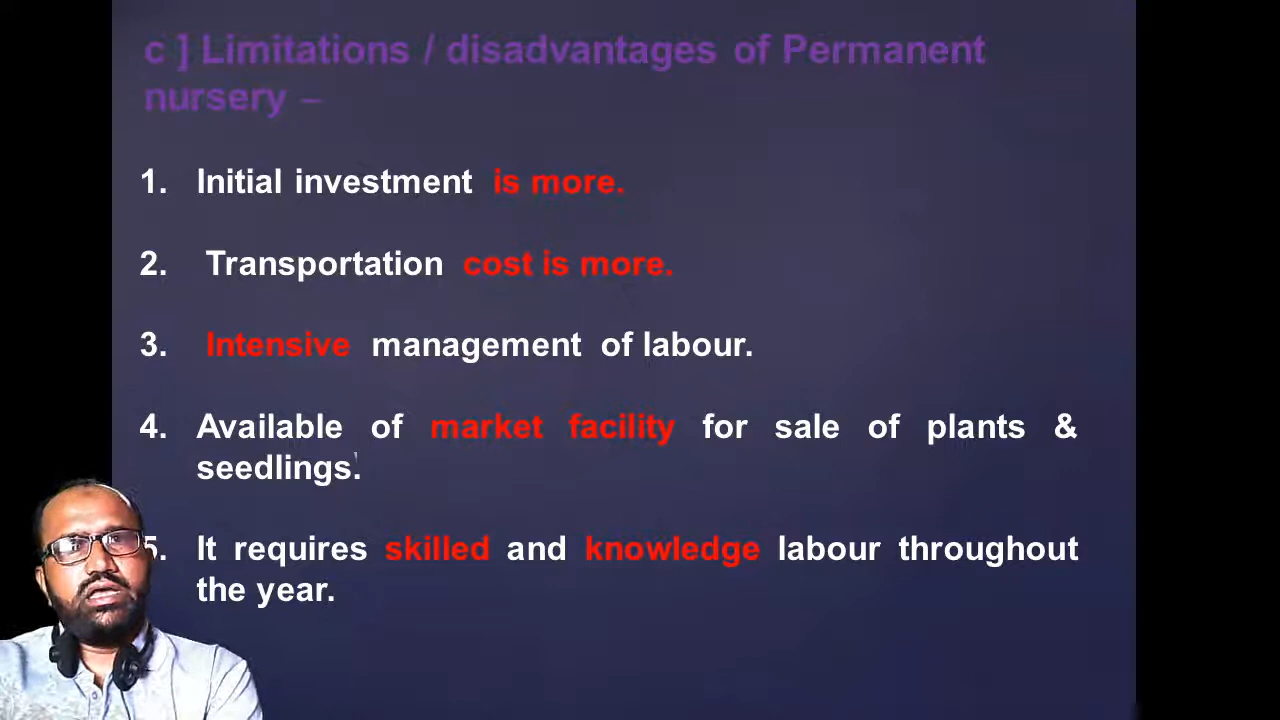 c ] Limitations / disadvantages of Permanent
nursery –
1. Initial investment is more.
2. Transportation cost is more.
3. Intensive management of labour.
4. Available of market facility for sale of plants &
seedlings.
5. It requires skilled and knowledge labour throughout
the year.